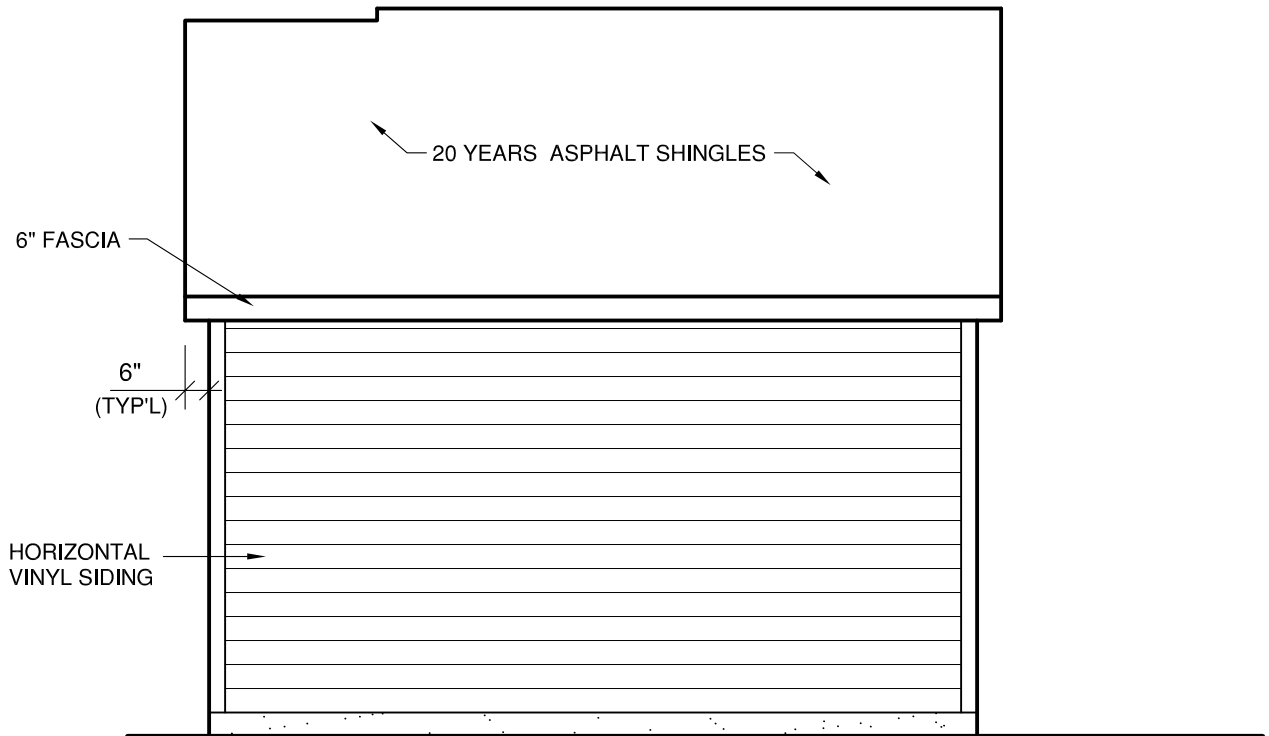 20 YEARS  ASPHALT SHINGLES
6" FASCIA
6"
(TYP'L)
HORIZONTAL
VINYL SIDING